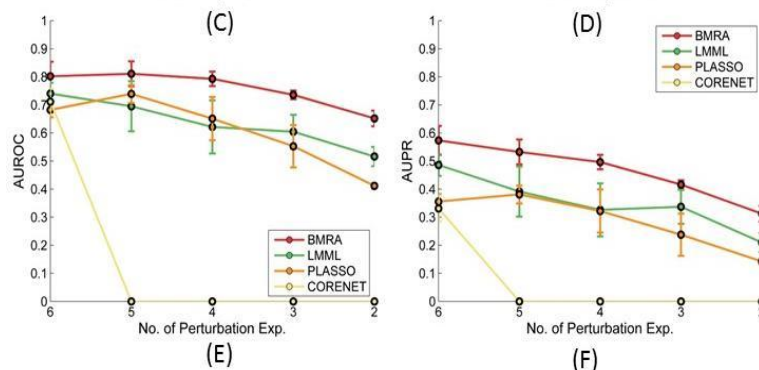 (C)
(D)
1
0.9
0.8
0.7
0.6
0.5
0.4
0.3
0.2
0.1
0
AUROC
BMRA
LMML
PLASSO
CORENET
6 5 4 3 2
No. of Perturbation Exp.
1
0.9
0.8
0.7
0.6
0.5
0.4
0.3
0.2
0.1
0
AUPR
BMRA
LMML
PLASSO
CORENET
6 5 4 3
No. of Perturbation Exp.
(E)
(F)